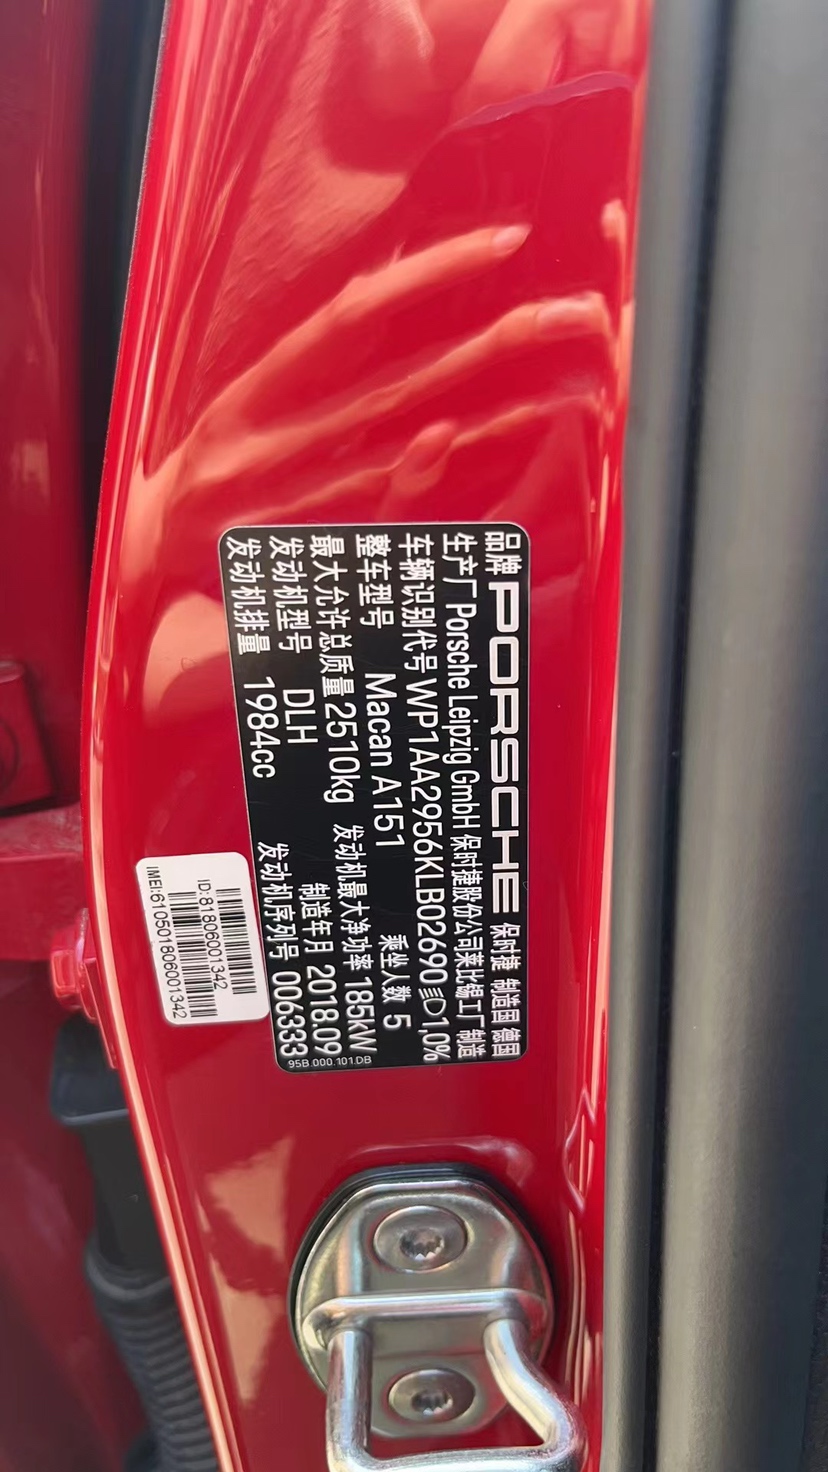 品牌 PORSCHE 保时捷 制造国 德国
生产厂 Porsche Leipzig GmbH 保时捷股份公司莱比锡工厂 制造
车辆识别代号 WP1AA2956KLB02690 1,0%
整车型号 Macan A151 乘坐人数 5
最大允许总质量 2510kg 发动机最大净功率 185kW
发动机型号 DLH 制造年月 2018.09
发动机排量 1984cc 发动机序列号 006333
95B.000.101.DB
ID:81806001342
IMEI:610501806001342